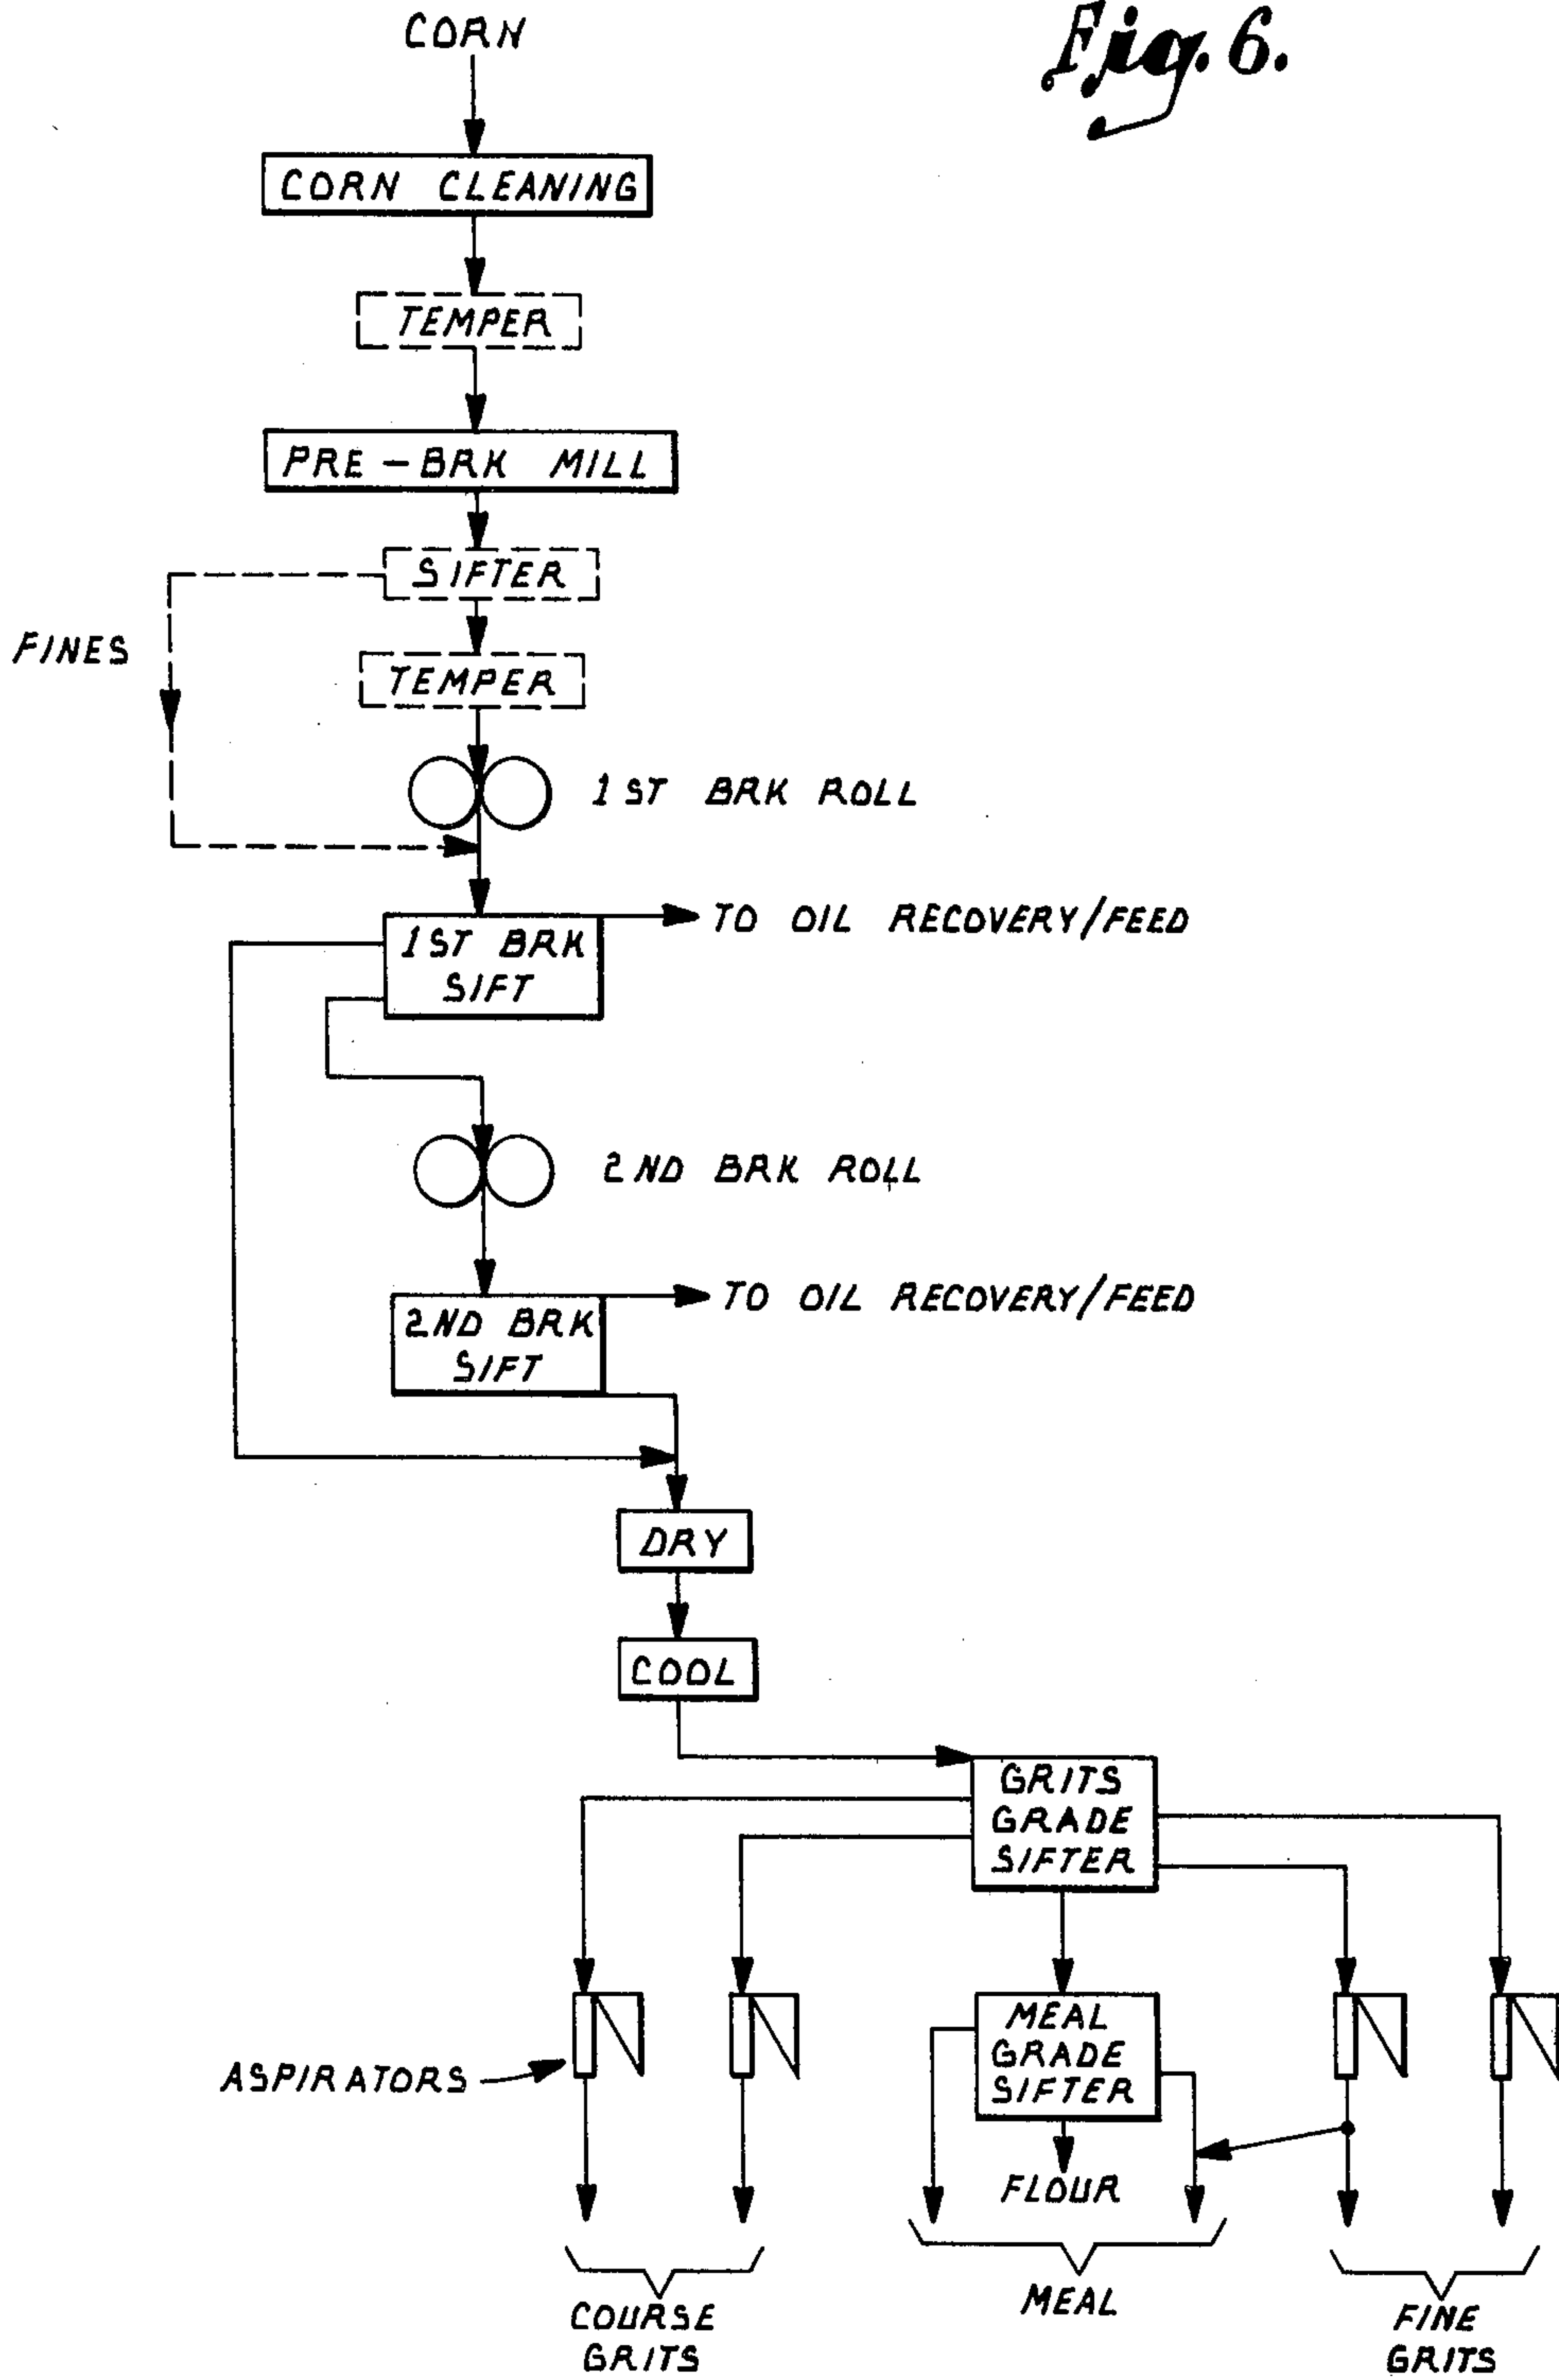 CORN
Fig. 6.
CORN CLEANING
TEMPER
PRE-BRK MILL
SIFTER
FINES
TEMPER
1ST BRK ROLL
TO OIL RECOVERY/FEED
1ST BRK
SIFT
2ND BRK ROLL
TO OIL RECOVERY/FEED
2ND BRK
SIFT
DRY
COOL
GRITS
GRADE
SIFTER
MEAL
GRADE
SIFTER
ASPIRATORS
FLOUR
COURSE
GRITS
MEAL
FINE
GRITS